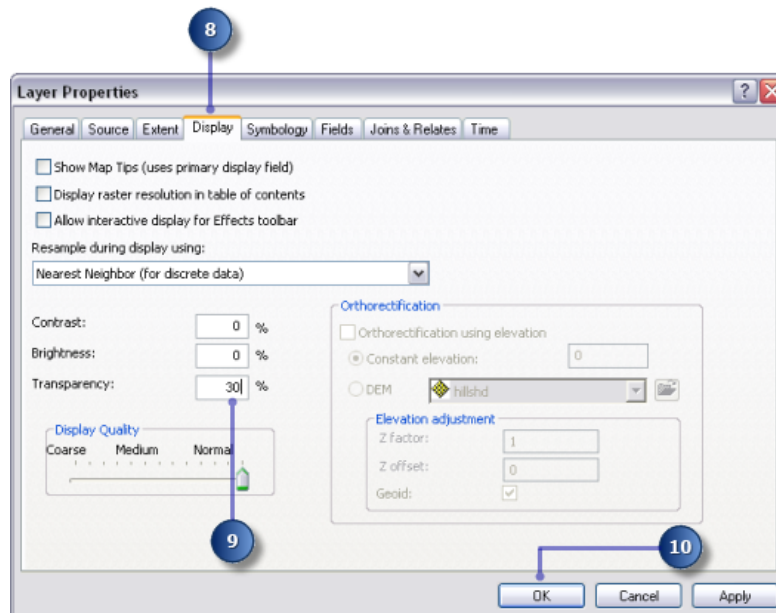 8
Layer Properties
General Source Extent Display Symbology Fields Joins & Relates Time
Show Map Tips (uses primary display field)
Display raster resolution in table of contents
Allow interactive display for Effects toolbar
Resample during display using:
Nearest Neighbor (for discrete data)
Contrast: 0 %
Brightness: 0 %
Transparency: 30 %
Display Quality
Coarse Medium Normal
9
Orthorectification
Orthorectification using elevation
Constant elevation: 0
DEM hillshd
Elevation adjustment
Z factor: 1
Z offset: 0
Geoid:
10
OK Cancel Apply